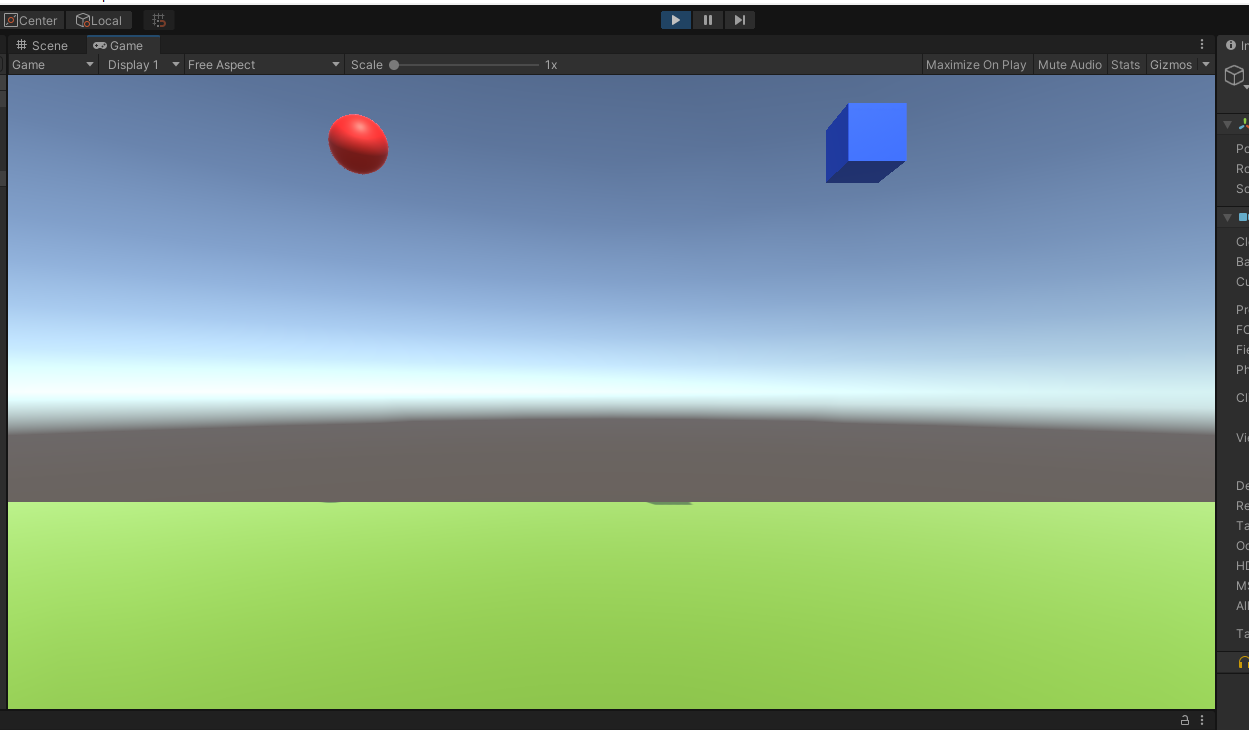 Center Local
Scene Game
Game Display 1 Free Aspect Scale 1x Maximize On Play Mute Audio Stats Gizmos
In
Po
Ro
Sc
Cl
Ba
Cu
Pr
FO
Fie
Ph
Cl
Vie
De
Re
Ta
Oc
HD
MS
All
Ta